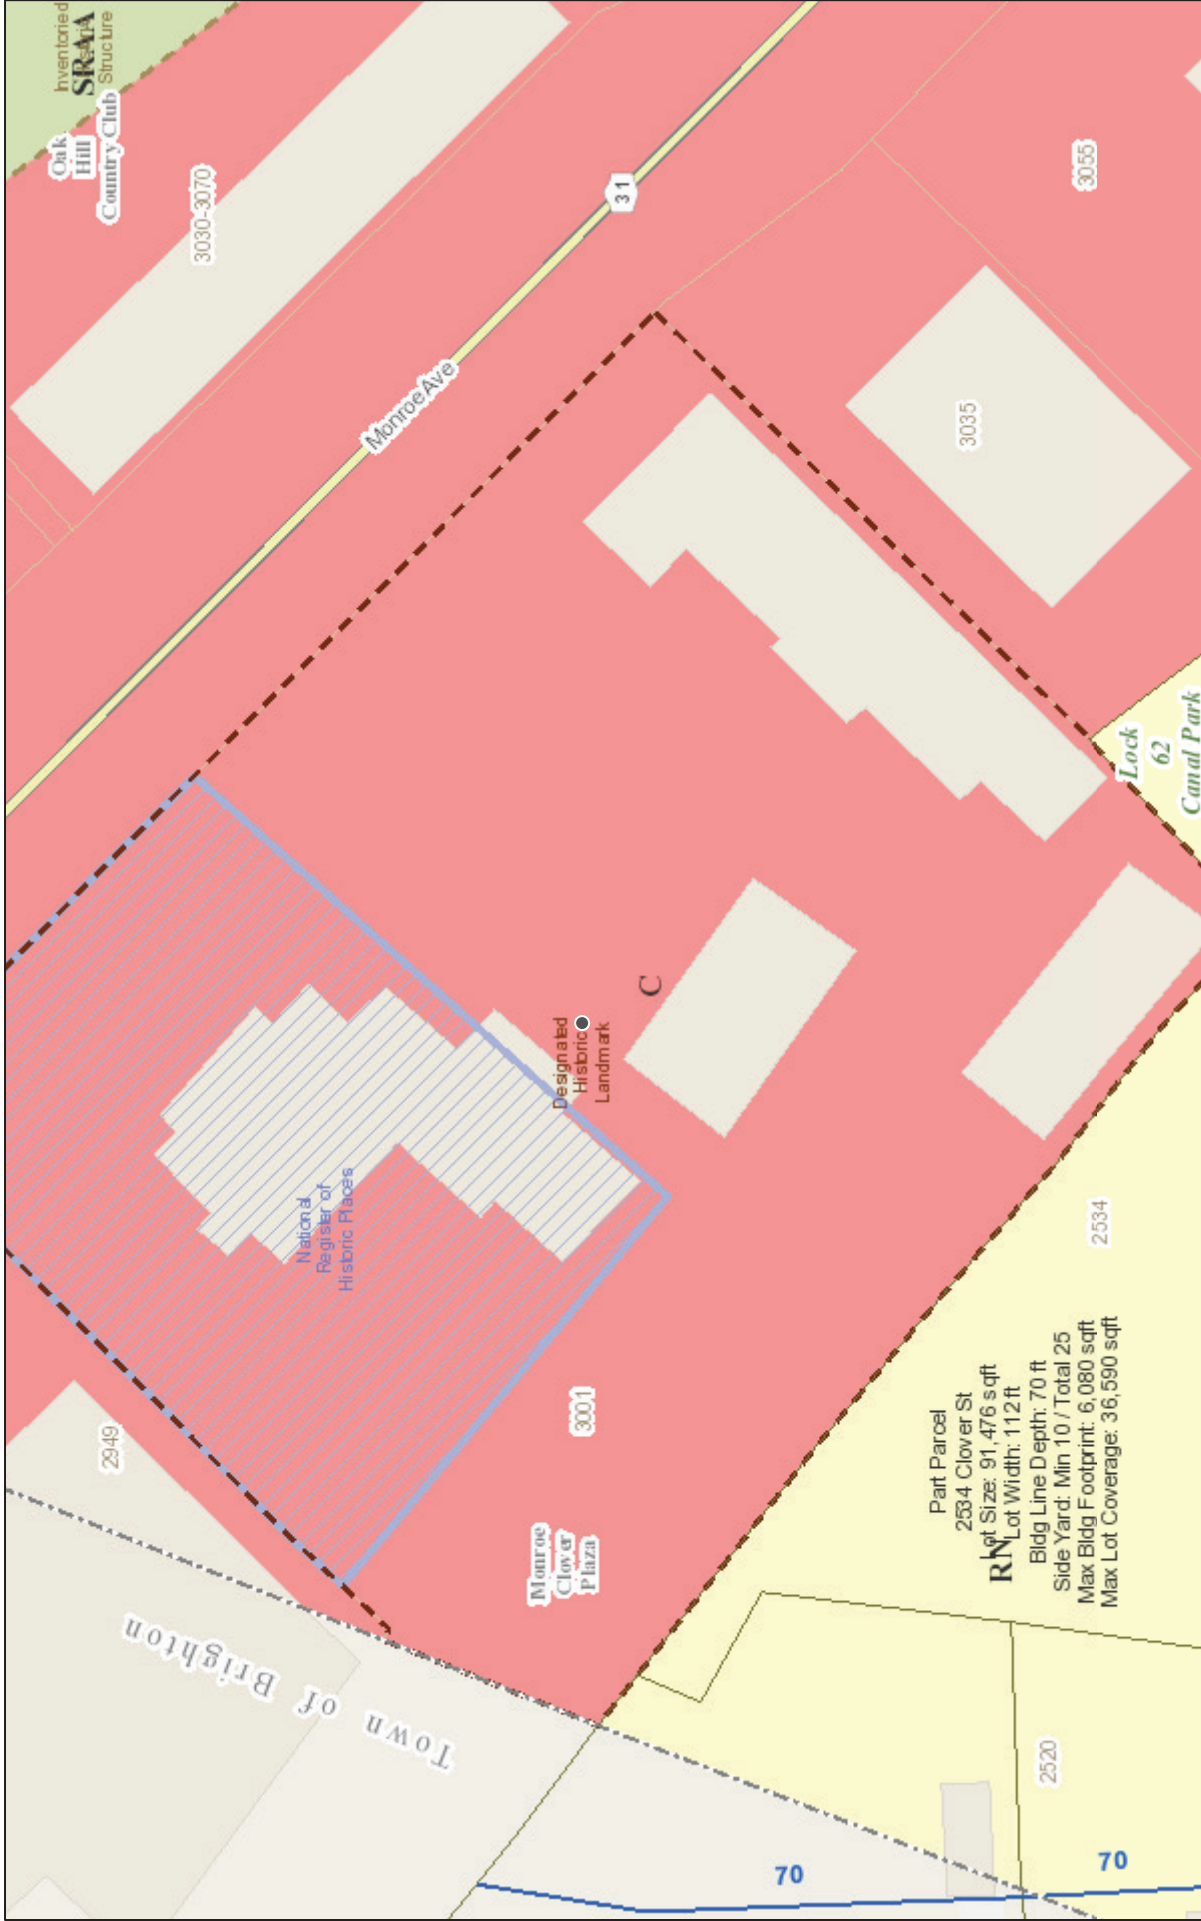 Inventoried
Structure
SRAA
Oak
Hill
Country Club
3030-3070
31
Monroe Ave
3055
3035
National
Register of
Historic Places
Designated
Historic
Landmark
C
2949
3001
Monroe
Clover
Plaza
Lock
62
Canal Park
2534
Part Parcel
2534 Clover St
Lot Size: 91,476 sqft
Lot Width: 112 ft
Bldg Line Depth: 70 ft
Side Yard: Min 10 / Total 25
Max Bldg Footprint: 6,080 sqft
Max Lot Coverage: 36,590 sqft
RN
Town of Brighton
2520
70
70